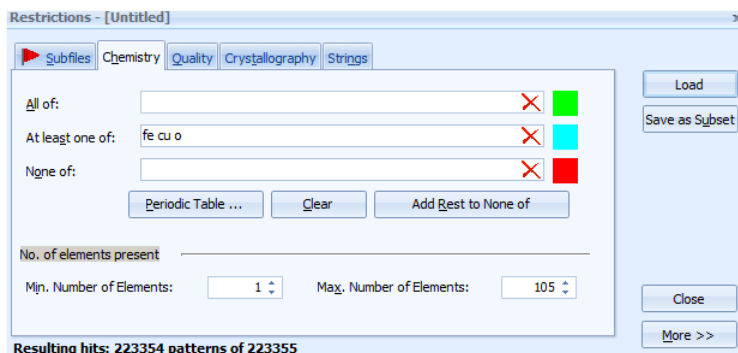 Restrictions - [Untitled]
Subfiles Chemistry Quality Crystallography Strings
Load
All of:
Save as Subset
At least one of: fe cu o
None of:
Periodic Table ... Clear Add Rest to None of
No. of elements present
Min. Number of Elements: 1 Max. Number of Elements: 105
Close
More >>
Resulting hits: 223354 patterns of 223355